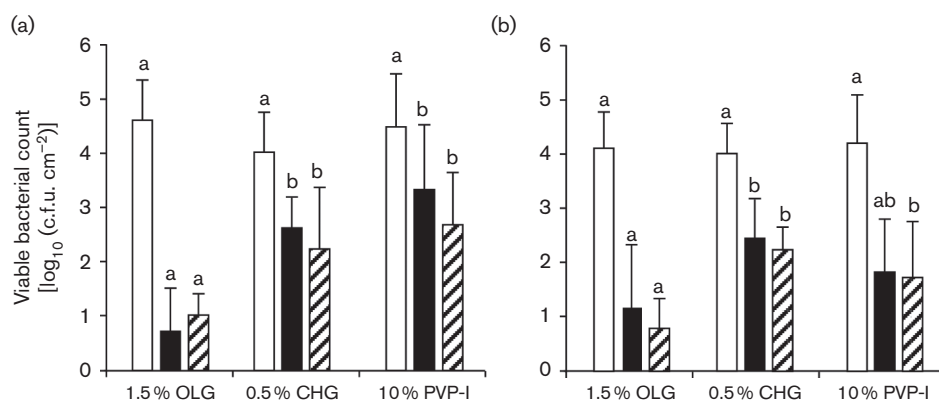 (a)
Viable bacterial count
[log10 (c.f.u. cm−2)]
6
5
4
3
2
1
0
a
a
a
a
b
b
a
b
b
1.5 % OLG
0.5 % CHG
10 % PVP-I
(b)
6
5
4
3
2
1
0
a
a
a
a
b
b
a
ab
b
1.5 % OLG
0.5 % CHG
10 % PVP-I